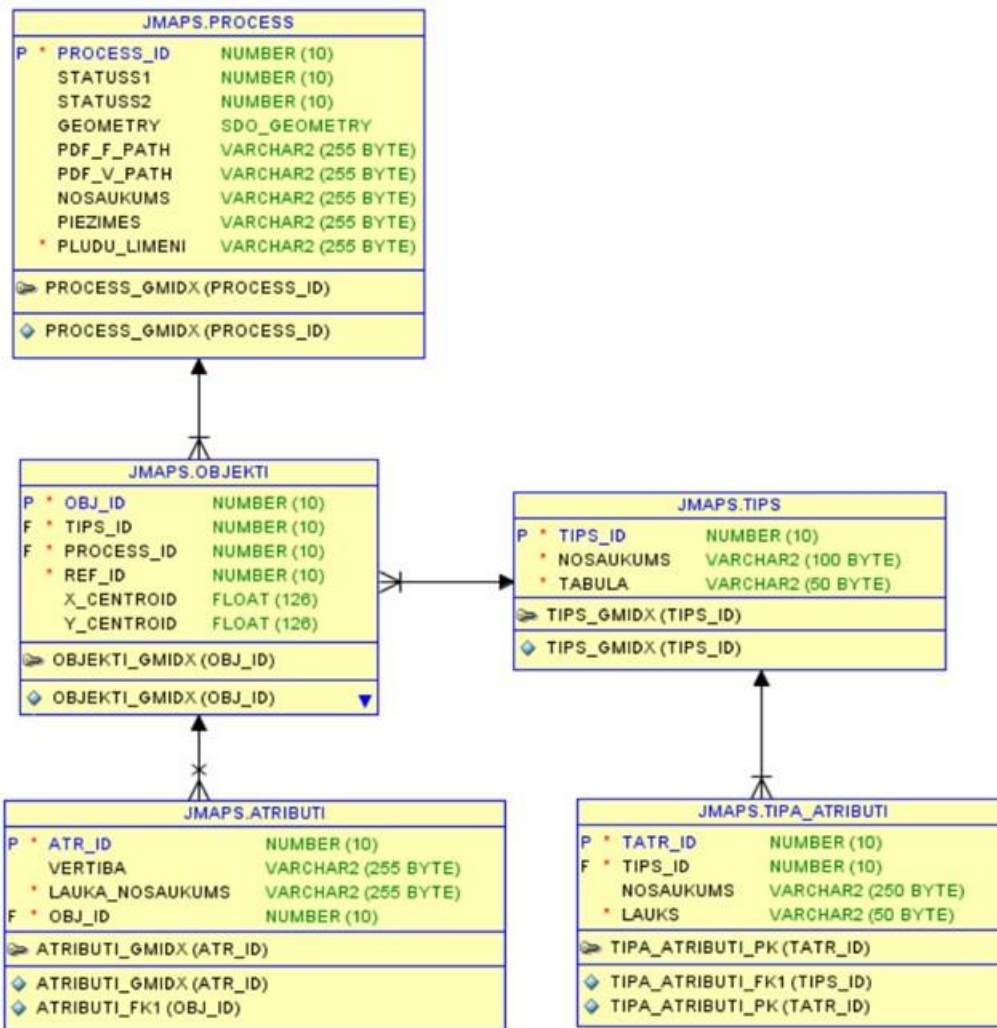 JMAPS.PROCESS
P * PROCESS_ID NUMBER (10)
STATUSS1 NUMBER (10)
STATUSS2 NUMBER (10)
GEOMETRY SDO_GEOMETRY
PDF_F_PATH VARCHAR2 (255 BYTE)
PDF_V_PATH VARCHAR2 (255 BYTE)
NOSAUKUMS VARCHAR2 (255 BYTE)
PIEZIMES VARCHAR2 (255 BYTE)
* PLUDU_LIMENI VARCHAR2 (255 BYTE)
PROCESS_GMIDX (PROCESS_ID)
PROCESS_GMIDX (PROCESS_ID)
JMAPS.OBJEKTI
P * OBJ_ID NUMBER (10)
F * TIPS_ID NUMBER (10)
F * PROCESS_ID NUMBER (10)
* REF_ID NUMBER (10)
X_CENTROID FLOAT (126)
Y_CENTROID FLOAT (126)
OBJEKTI_GMIDX (OBJ_ID)
OBJEKTI_GMIDX (OBJ_ID)
JMAPS.TIPS
P * TIPS_ID NUMBER (10)
* NOSAUKUMS VARCHAR2 (100 BYTE)
* TABULA VARCHAR2 (50 BYTE)
TIPS_GMIDX (TIPS_ID)
TIPS_GMIDX (TIPS_ID)
JMAPS.ATRIBUTI
P * ATR_ID NUMBER (10)
VERTIBA VARCHAR2 (255 BYTE)
* LAUKA_NOSAUKUMS VARCHAR2 (255 BYTE)
F * OBJ_ID NUMBER (10)
ATRIBUTI_GMIDX (ATR_ID)
ATRIBUTI_GMIDX (ATR_ID)
ATRIBUTI_FK1 (OBJ_ID)
JMAPS.TIPA_ATRIBUTI
P * TATR_ID NUMBER (10)
F * TIPS_ID NUMBER (10)
NOSAUKUMS VARCHAR2 (250 BYTE)
* LAUKS VARCHAR2 (50 BYTE)
TIPA_ATRIBUTI_PK (TATR_ID)
TIPA_ATRIBUTI_FK1 (TIPS_ID)
TIPA_ATRIBUTI_PK (TATR_ID)